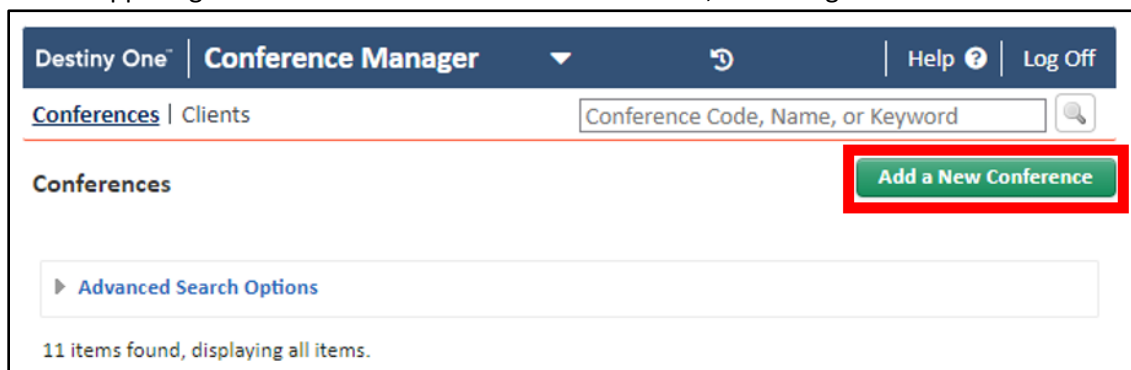 Destiny One™ | Conference Manager Help ? | Log Off
Conferences | Clients Conference Code, Name, or Keyword
Conferences Add a New Conference
Advanced Search Options
11 items found, displaying all items.